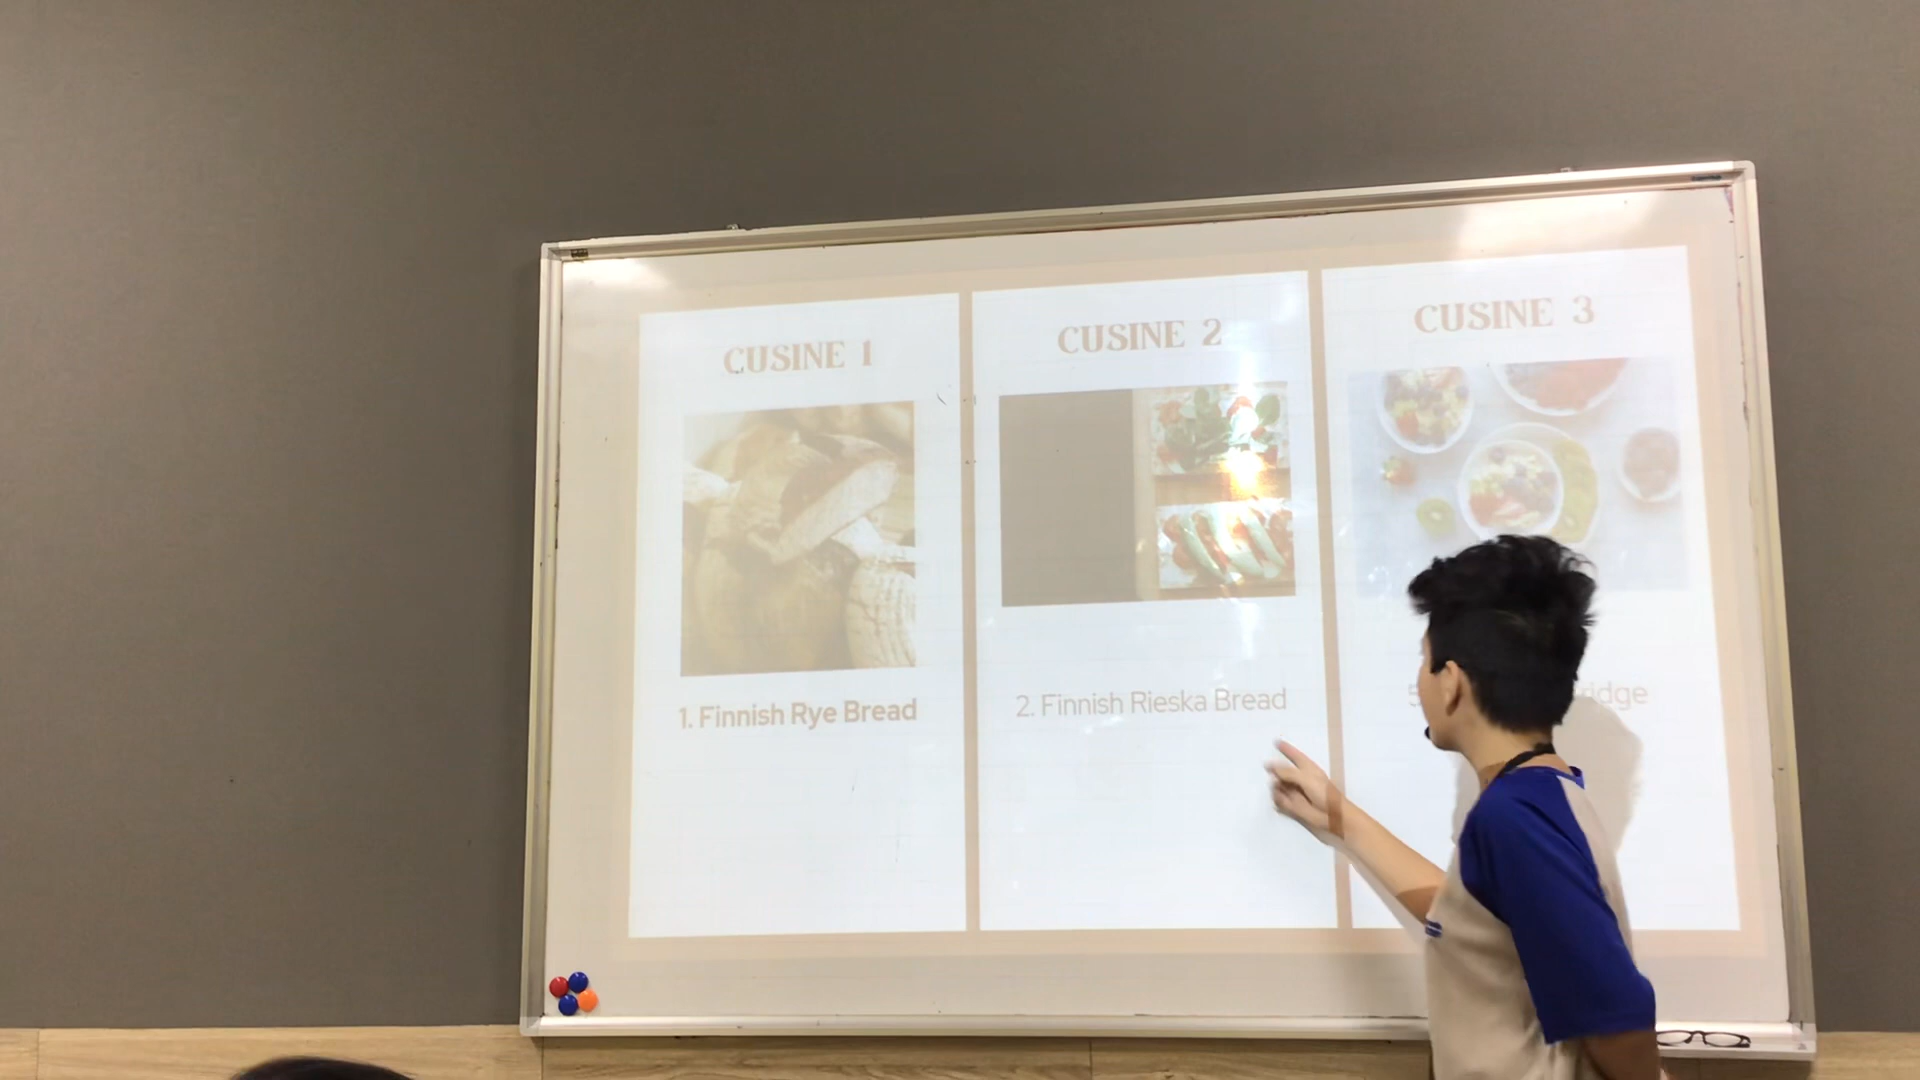 CUSINE 1
CUSINE 2
CUSINE 3
1. Finnish Rye Bread
2. Finnish Rieska Bread